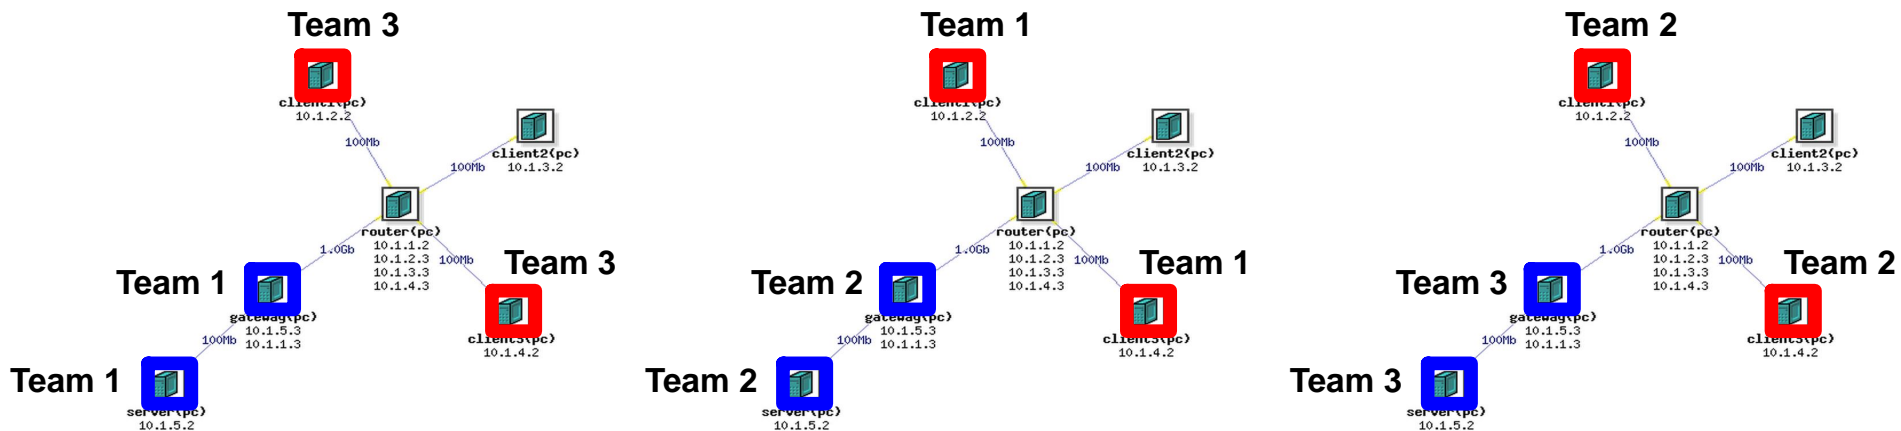 Team 3
client1(pc)
10.1.2.2
100Mb
client2(pc)
10.1.3.2
100Mb
router(pc)
10.1.1.2
10.1.2.3
10.1.3.3
10.1.4.3
1.0Gb
100Mb
Team 3
client3(pc)
10.1.4.2
Team 1
gateway(pc)
10.1.5.3
10.1.1.3
100Mb
Team 1
server(pc)
10.1.5.2
Team 1
client1(pc)
10.1.2.2
100Mb
client2(pc)
10.1.3.2
100Mb
router(pc)
10.1.1.2
10.1.2.3
10.1.3.3
10.1.4.3
1.0Gb
100Mb
Team 1
client3(pc)
10.1.4.2
Team 2
gateway(pc)
10.1.5.3
10.1.1.3
100Mb
Team 2
server(pc)
10.1.5.2
Team 2
client1(pc)
10.1.2.2
100Mb
client2(pc)
10.1.3.2
100Mb
router(pc)
10.1.1.2
10.1.2.3
10.1.3.3
10.1.4.3
1.0Gb
100Mb
Team 2
client3(pc)
10.1.4.2
Team 3
gateway(pc)
10.1.5.3
10.1.1.3
100Mb
Team 3
server(pc)
10.1.5.2